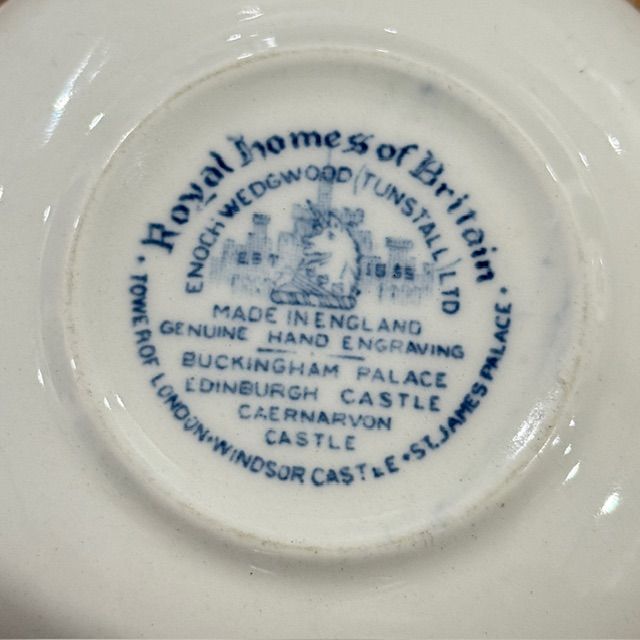 Royal homes of Britain
ENOCH WEDGWOOD (TUNSTALL) LTD
EST 1835
MADE IN ENGLAND
GENUINE HAND ENGRAVING
BUCKINGHAM PALACE
EDINBURGH CASTLE
CAERNARVON
CASTLE
TOWER OF LONDON • WINDSOR CASTLE • ST. JAMES PALACE •